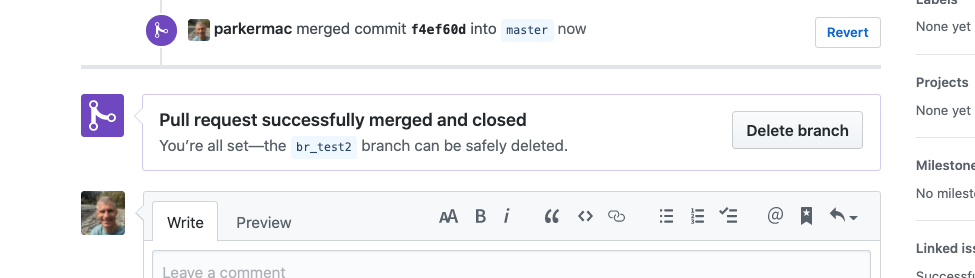 Labels
None yet
parkermac merged commit f4ef60d into master now
Revert
Projects
None yet
Pull request successfully merged and closed
You’re all set—the br_test2 branch can be safely deleted.
Delete branch
Milestone
No milest
Write
Preview
AA B i
@
Linked iss
Successfu
Leave a comment